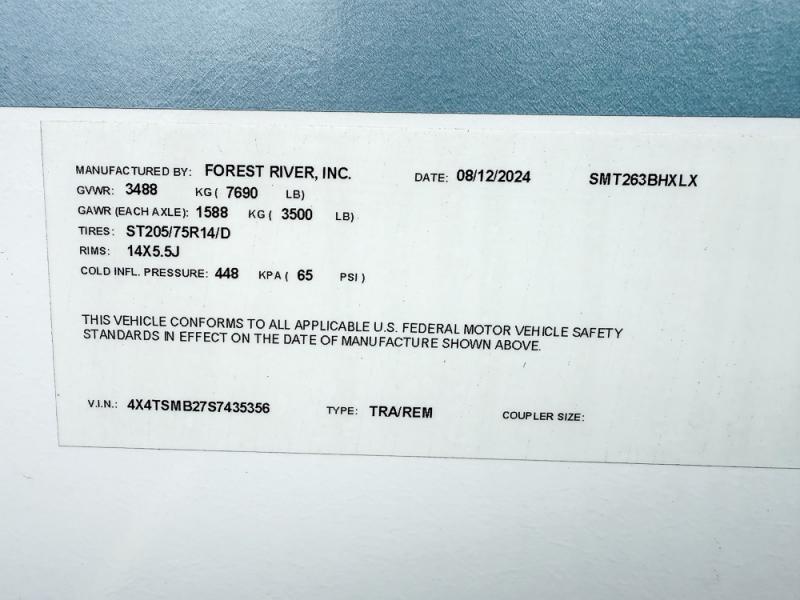 MANUFACTURED BY: FOREST RIVER, INC. DATE: 08/12/2024 SMT263BHXLX
GVWR: 3488 KG ( 7690 LB)
GAWR (EACH AXLE): 1588 KG ( 3500 LB)
TIRES: ST205/75R14/D
RIMS: 14X5.5J
COLD INFL. PRESSURE: 448 KPA ( 65 PSI )
THIS VEHICLE CONFORMS TO ALL APPLICABLE U.S. FEDERAL MOTOR VEHICLE SAFETY
STANDARDS IN EFFECT ON THE DATE OF MANUFACTURE SHOWN ABOVE.
V.I.N.: 4X4TSMB27S7435356 TYPE: TRA/REM COUPLER SIZE: